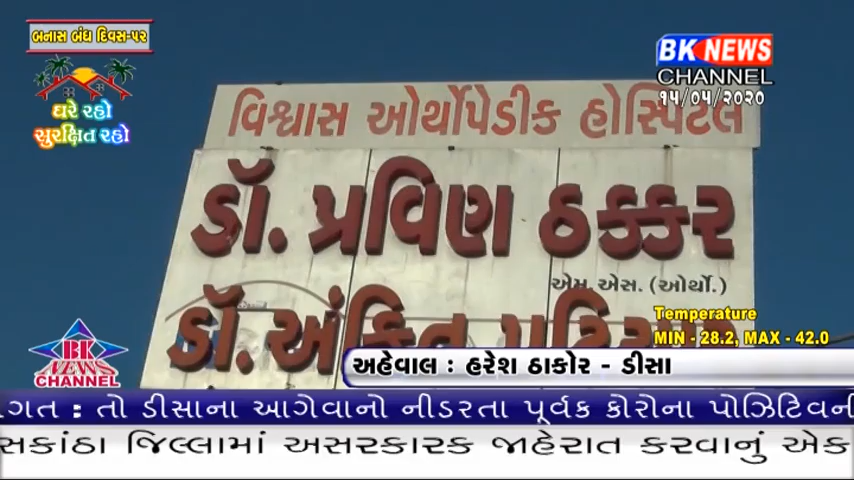 બનાસ બંધ દિવસ-૫૨
ઘરે રહો
સુરક્ષિત રહો
BK NEWS
CHANNEL
૧૫/૦૫/૨૦૨૦
વિશ્વાસ ઓર્થોપેડીક હોસ્પિટલ
ડૉ. પ્રવિણ ઠક્કર
એમ.એસ. (ઓર્થો.)
ડૉ. અંકિત
Temperature
MIN - 28.2, MAX - 42.0
BK
NEWS
CHANNEL
અહેવાલ : હરેશ ઠાકોર - ડીસા
ગત : તો ડીસાના આગેવાનો નીડરતા પૂર્વક કોરોના પોઝિટિવની
સકાંઠા જિલ્લામાં અસરકારક જાહેરાત કરવાનું એક